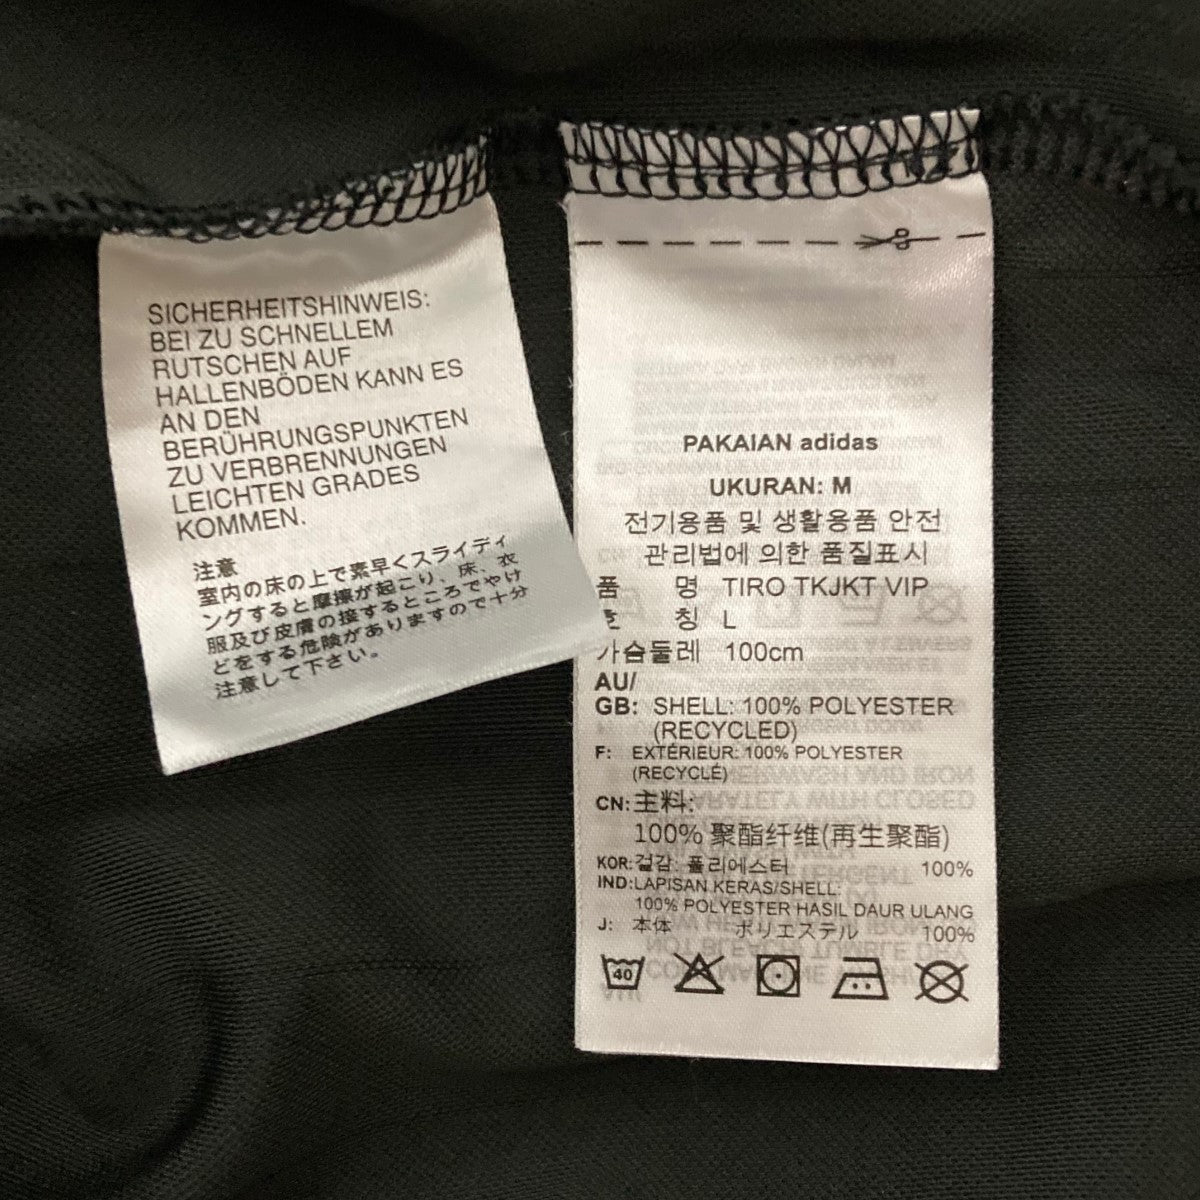 SICHERHEITSHINWEIS:
BEI ZU SCHNELLEM
RUTSCHEN AUF
HALLENBÖDEN KANN ES
AN DEN
BERÜHRUNGSPUNKTEN
ZU VERBRENNUNGEN
LEICHTEN GRADES
KOMMEN.
注意
室内の床の上で素早くスライディ
ングすると摩擦が起こり、床、衣
服及び皮膚の接するところでやけ
どをする危険がありますので十分
注意して下さい。
PAKAIAN adidas
UKURAN: M
전기용품 및 생활용품 안전
관리법에 의한 품질표시
품 명 TIRO TKJKT VIP
호 칭 L
가슴둘레 100cm
AU/
GB: SHELL: 100% POLYESTER
(RECYCLED)
F: EXTÉRIEUR: 100% POLYESTER
(RECYCLÉ)
CN: 主料:
100% 聚酯纤维(再生聚酯)
KOR: 겉감: 폴리에스터 100%
IND: LAPISAN KERAS/SHELL:
100% POLYESTER HASIL DAUR ULANG
J: 本体 ポリエステル 100%
40